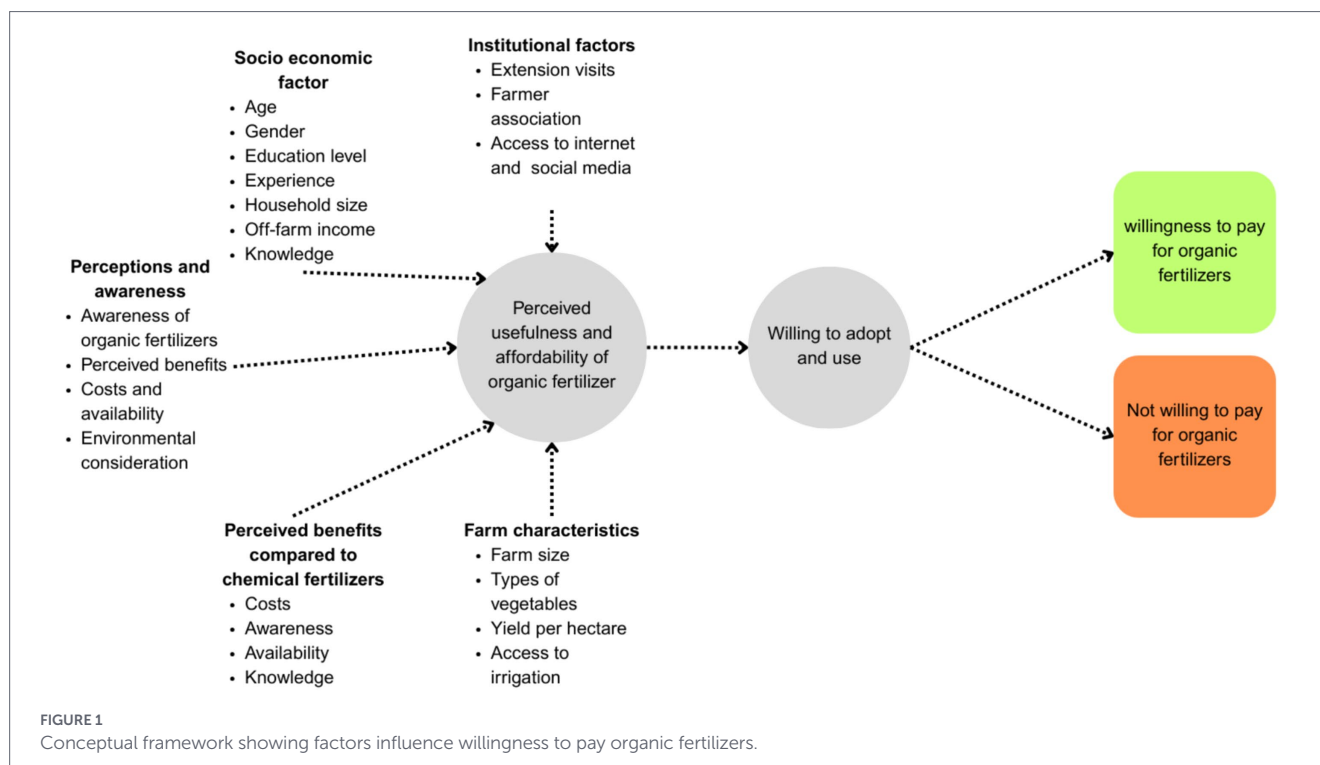 Socio economic
factor
• Age
• Gender
• Education level
• Experience
• Household size
• Off-farm income
• Knowledge
Institutional factors
• Extension visits
• Farmer
association
• Access to internet
and social media
Perceptions and
awareness
• Awareness of
organic fertilizers
• Perceived benefits
• Costs and
availability
• Environmental
consideration
Perceived benefits
compared to
chemical fertilizers
• Costs
• Awareness
• Availability
• Knowledge
Farm characteristics
• Farm size
• Types of
vegetables
• Yield per hectare
• Access to
irrigation
Perceived
usefulness and
affordability of
organic fertilizer
Willing to adopt
and use
willingness to pay
for organic
fertilizers
Not willing to pay
for organic
fertilizers
FIGURE 1
Conceptual framework showing factors influence willingness to pay organic fertilizers.